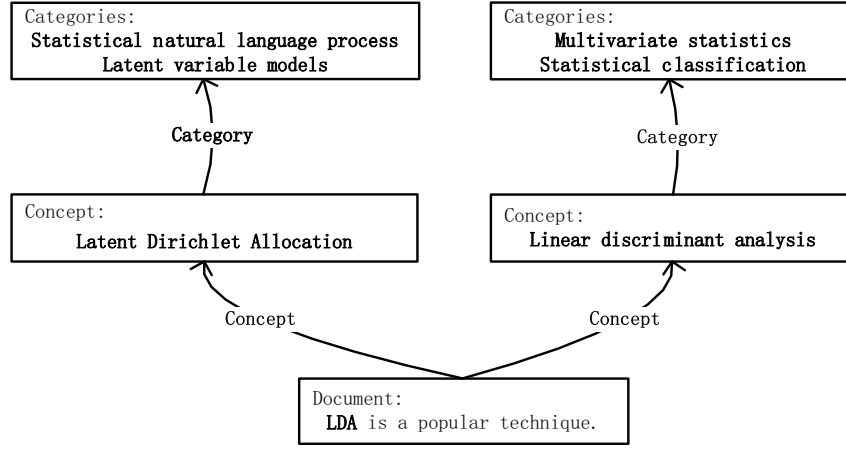 Categories:
Statistical natural language process
Latent variable models
Categories:
Multivariate statistics
Statistical classification
Category
Category
Concept:
Latent Dirichlet Allocation
Concept:
Linear discriminant analysis
Concept
Concept
Document:
LDA is a popular technique.